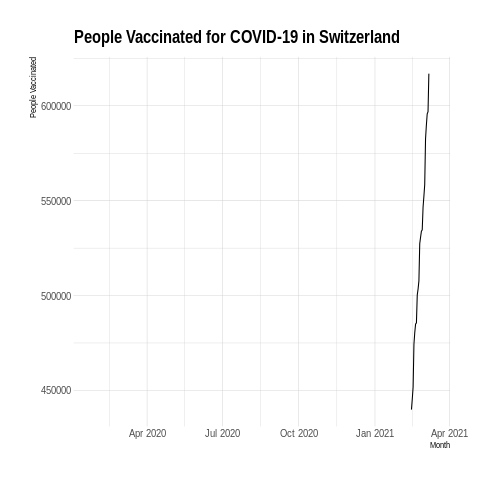 People Vaccinated for COVID-19 in Switzerland
People Vaccinated
600000
550000
500000
450000
Apr 2020 Jul 2020 Oct 2020 Jan 2021 Apr 2021
Month